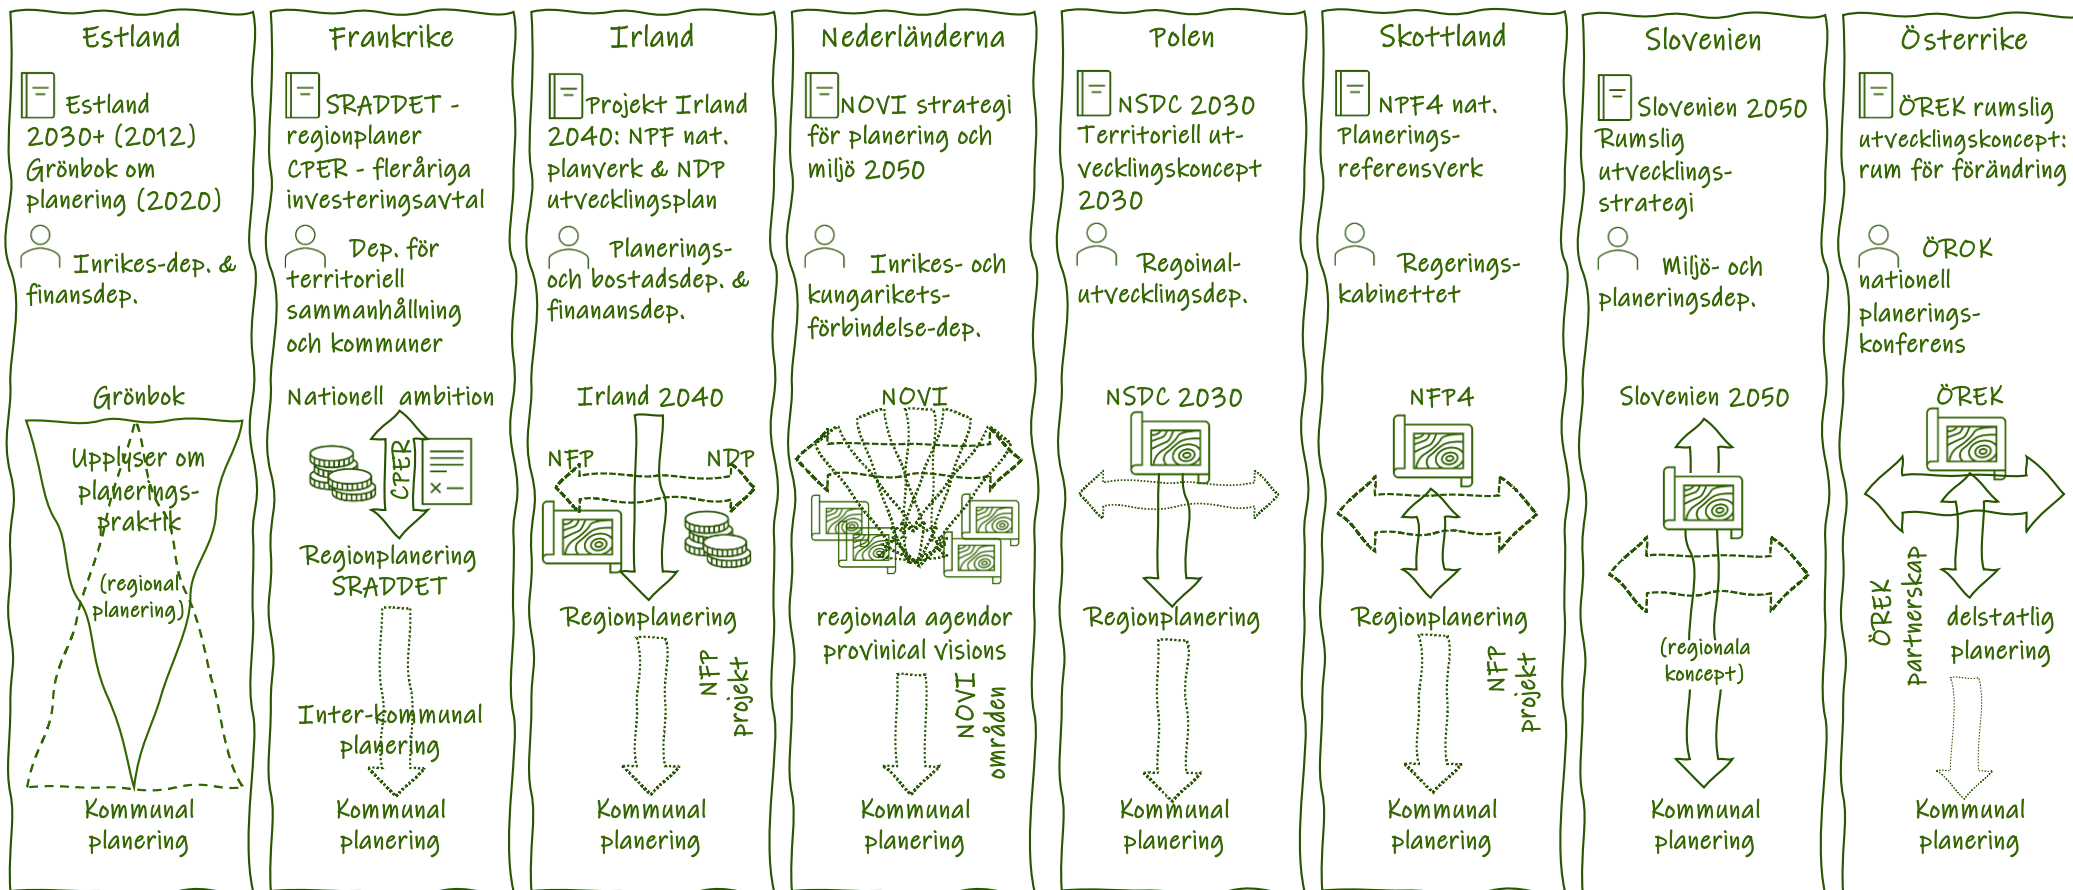 Estland
Estland
2030+ (2012)
Grönbok om
planering (2020)
Inrikes-dep. &
finansdep.
Grönbok
Upplyser om
planerings-
praktik
(regional
planering)
Kommunal
planering
Frankrike
SRADDET -
regionplaner
CPER - fleråriga
investeringsavtal
Dep. för
territoriell
sammanhållning
och kommuner
Nationell ambition
CPER
Regionplanering
SRADDET
Inter-kommunal
planering
Kommunal
planering
Irland
Projekt Irland
2040: NPF nat.
planverk & NDP
utvecklingsplan
Planerings-
och bostadsdep. &
finanansdep.
Irland 2040
NFP
NDP
Regionplanering
NFP
projekt
Kommunal
planering
Nederländerna
NOVI strategi
för planering och
miljö 2050
Inrikes- och
kungarikets-
förbindelse-dep.
NOVI
regionala agendor
provinical visions
NOVI
områden
Kommunal
planering
Polen
NSDC 2030
Territoriell ut-
vecklingskoncept
2030
Regoinal-
utvecklingsdep.
NSDC 2030
Regionplanering
Kommunal
planering
Skottland
NPF4 nat.
Planerings-
referensverk
Regerings-
kabinettet
NFP4
Regionplanering
NFP
projekt
Kommunal
planering
Slovenien
Slovenien 2050
Rumslig
utvecklings-
strategi
Miljö- och
planeringsdep.
Slovenien 2050
(regionala
koncept)
Kommunal
planering
Österrike
ÖREK rumslig
utvecklingskoncept:
rum för förändring
ÖROK
nationell
planerings-
konferens
ÖREK
ÖREK
partnerskap
delstatlig
planering
Kommunal
planering